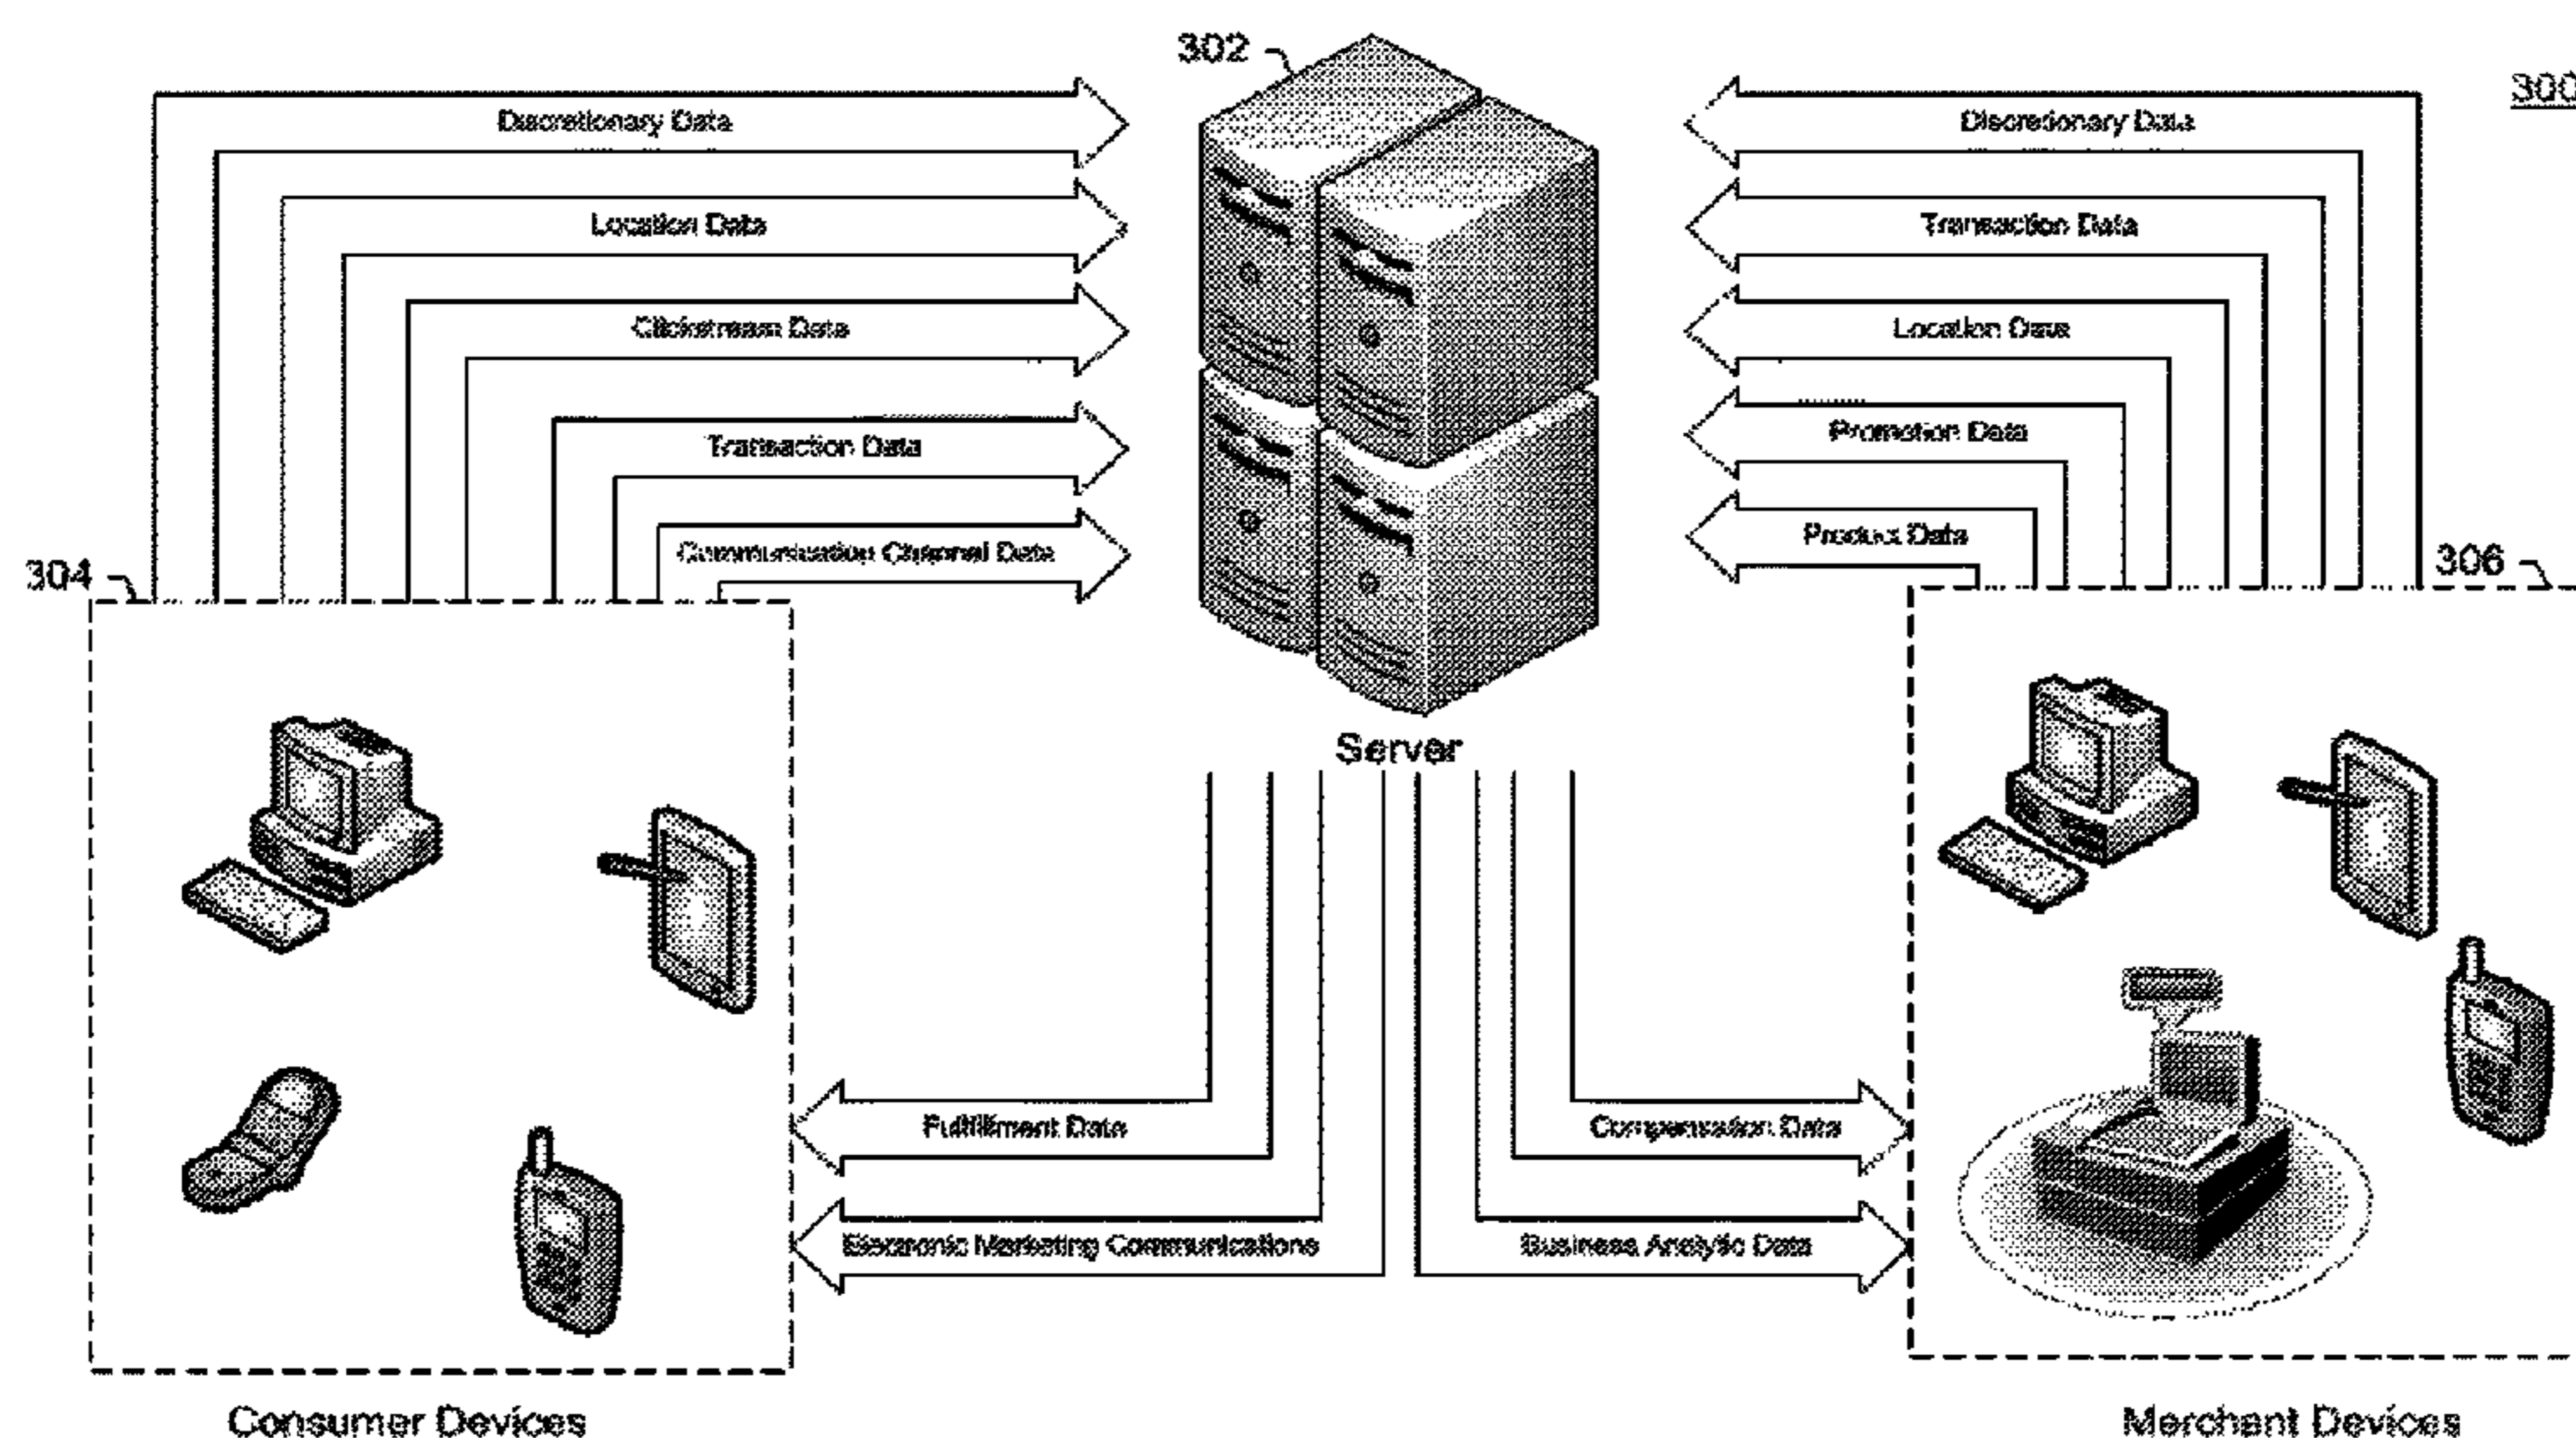 302
300
Discretionary Data
Discretionary Data
Location Data
Transaction Data
Clickstream Data
Location Data
Transaction Data
Promotion Data
Communication Channel Data
Product Data
304
306
Server
Fulfillment Data
Compensation Data
Electronic Marketing Communications
Business Analytic Data
Consumer Devices
Merchant Devices